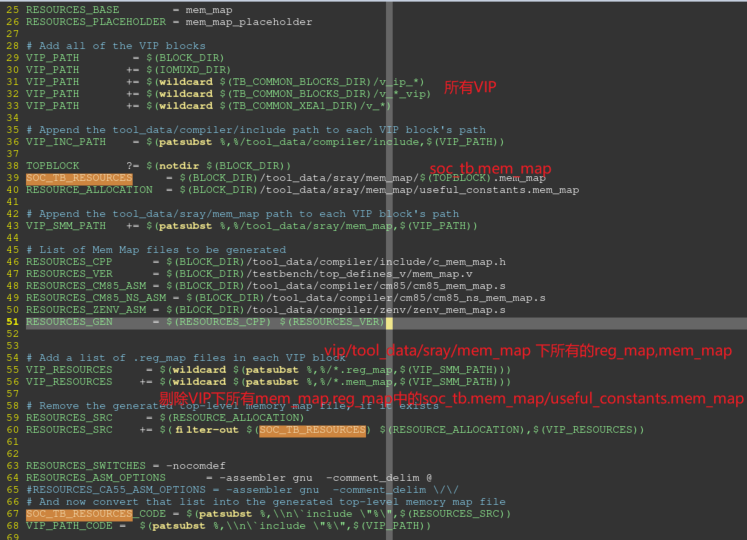 25 RESOURCES_BASE = mem_map
26 RESOURCES_PLACEHOLDER = mem_map_placeholder
27
28 # Add all of the VIP blocks
29 VIP_PATH = $(BLOCK_DIR)
30 VIP_PATH += $(IOMUXD_DIR)
31 VIP_PATH += $(wildcard $(TB_COMMON_BLOCKS_DIR)/v_ip_*)
32 VIP_PATH += $(wildcard $(TB_COMMON_BLOCKS_DIR)/v_*_vip)
所有VIP
33 VIP_PATH += $(wildcard $(TB_COMMON_XEA1_DIR)/v_*)
34
35 # Append the tool_data/compiler/include path to each VIP block's path
36 VIP_INC_PATH = $(patsubst %,%/tool_data/compiler/include,$(VIP_PATH))
37
38 TOPBLOCK ?= $(notdir $(BLOCK_DIR))
soc_tb.mem_map
39 SOC_TB_RESOURCES = $(BLOCK_DIR)/tool_data/sray/mem_map/$(TOPBLOCK).mem_map
40 RESOURCE_ALLOCATION = $(BLOCK_DIR)/tool_data/sray/mem_map/useful_constants.mem_map
41
42 # Append the tool_data/sray/mem_map path to each VIP block's path
43 VIP_SMM_PATH += $(patsubst %,%/tool_data/sray/mem_map,$(VIP_PATH))
44
45 # List of Mem Map files to be generated
46 RESOURCES_CPP = $(BLOCK_DIR)/tool_data/compiler/include/c_mem_map.h
47 RESOURCES_VER = $(BLOCK_DIR)/testbench/top_defines_v/mem_map.v
48 RESOURCES_CM85_ASM = $(BLOCK_DIR)/tool_data/compiler/cm85/cm85_mem_map.s
49 RESOURCES_CM85_NS_ASM = $(BLOCK_DIR)/tool_data/compiler/cm85/cm85_ns_mem_map.s
50 RESOURCES_ZENV_ASM = $(BLOCK_DIR)/tool_data/compiler/zenv/zenv_mem_map.s
51 RESOURCES_GEN = $(RESOURCES_CPP) $(RESOURCES_VER)
52
53
vip/tool_data/sray/mem_map 下所有的reg_map,mem_map
54 # Add a list of .reg_map files in each VIP block
55 VIP_RESOURCES = $(wildcard $(patsubst %,%/*.reg_map,$(VIP_SMM_PATH)))
56 VIP_RESOURCES += $(wildcard $(patsubst %,%/*.mem_map,$(VIP_SMM_PATH)))
57
剔除VIP下所有mem_map,reg_map中的soc_tb.mem_map/useful_constants.mem_map
58 # Remove the generated top-level memory map file, if it exists
59 RESOURCES_SRC = $(RESOURCE_ALLOCATION)
60 RESOURCES_SRC += $(filter-out $(SOC_TB_RESOURCES) $(RESOURCE_ALLOCATION),$(VIP_RESOURCES))
61
62
63 RESOURCES_SWITCHES = -nocomdef
64 RESOURCES_ASM_OPTIONS = -assembler gnu -comment_delim @
65 #RESOURCES_CA55_ASM_OPTIONS = -assembler gnu -comment_delim \/\/
66 # And now convert that list into the generated top-level memory map file
67 SOC_TB_RESOURCES_CODE = $(patsubst %,\\n\`include \"%\",$(RESOURCES_SRC))
68 VIP_PATH_CODE = $(patsubst %,\\n\`include \"%\",$(VIP_PATH))
69